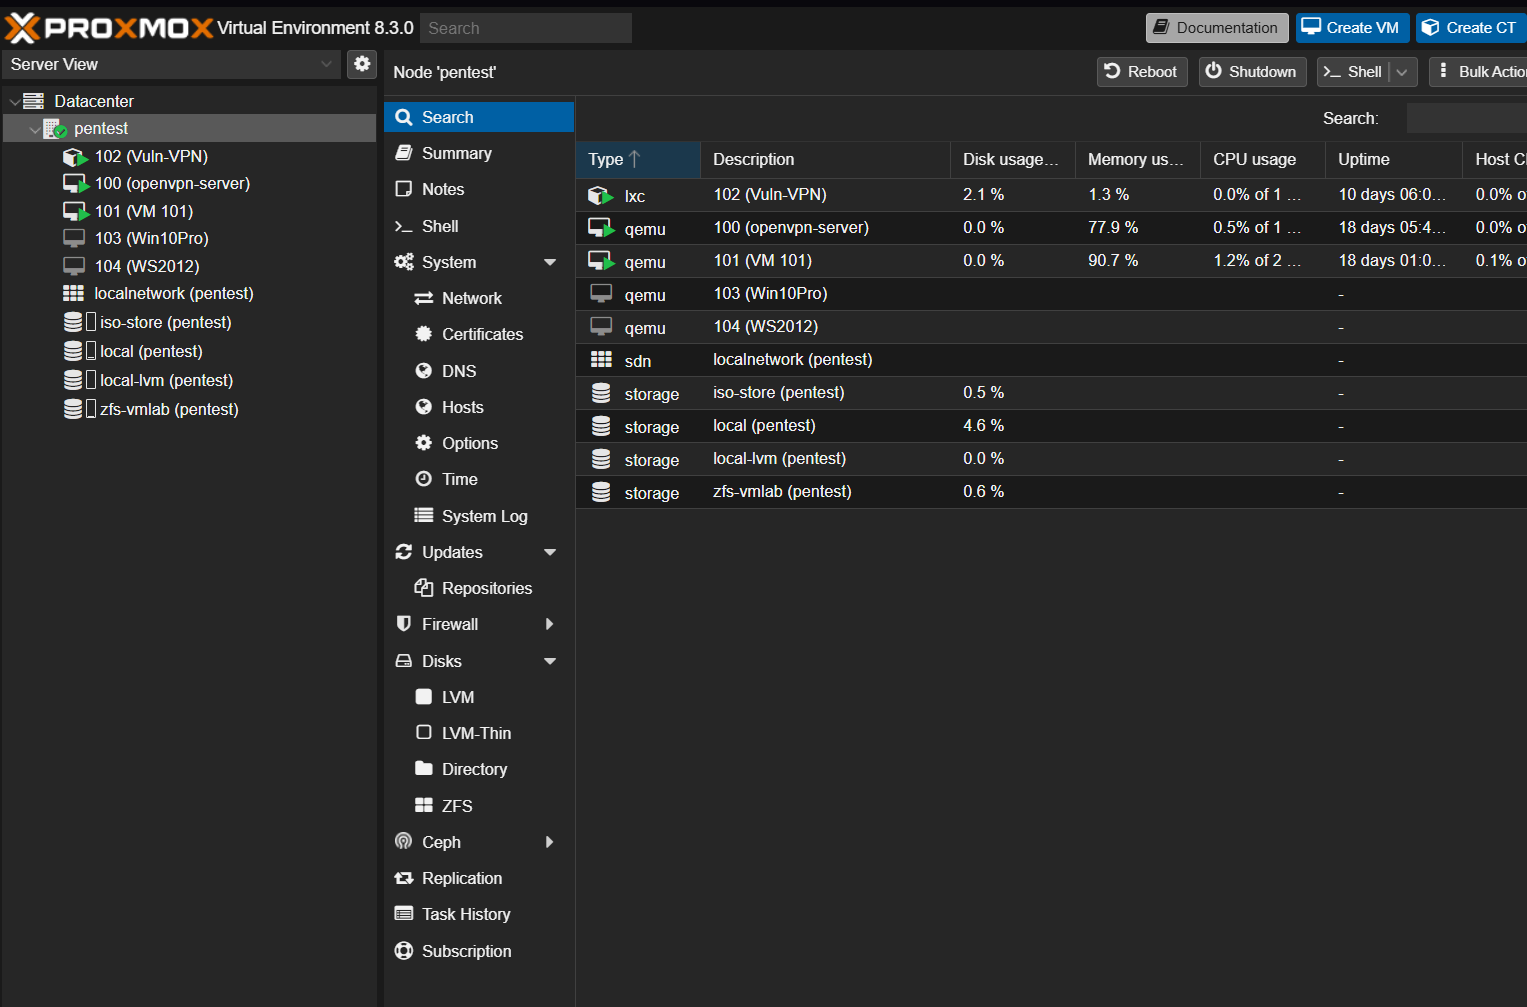 PROXMOX Virtual Environment 8.3.0
Search
Documentation
Create VM
Create CT
Server View
Datacenter
pentest
102 (Vuln-VPN)
100 (openvpn-server)
101 (VM 101)
103 (Win10Pro)
104 (WS2012)
localnetwork (pentest)
iso-store (pentest)
local (pentest)
local-lvm (pentest)
zfs-vmlab (pentest)
Node 'pentest'
Reboot
Shutdown
Shell
Bulk Actio
Search
Summary
Notes
Shell
System
Network
Certificates
DNS
Hosts
Options
Time
System Log
Updates
Repositories
Firewall
Disks
LVM
LVM-Thin
Directory
ZFS
Ceph
Replication
Task History
Subscription
Search:
Type Description Disk usage... Memory us... CPU usage Uptime Host C
lxc 102 (Vuln-VPN) 2.1 % 1.3 % 0.0% of 1 ... 10 days 06:0... 0.0% o
qemu 100 (openvpn-server) 0.0 % 77.9 % 0.5% of 1 ... 18 days 05:4... 0.0% o
qemu 101 (VM 101) 0.0 % 90.7 % 1.2% of 2 ... 18 days 01:0... 0.1% o
qemu 103 (Win10Pro) -
qemu 104 (WS2012) -
sdn localnetwork (pentest) -
storage iso-store (pentest) 0.5 % -
storage local (pentest) 4.6 % -
storage local-lvm (pentest) 0.0 % -
storage zfs-vmlab (pentest) 0.6 % -